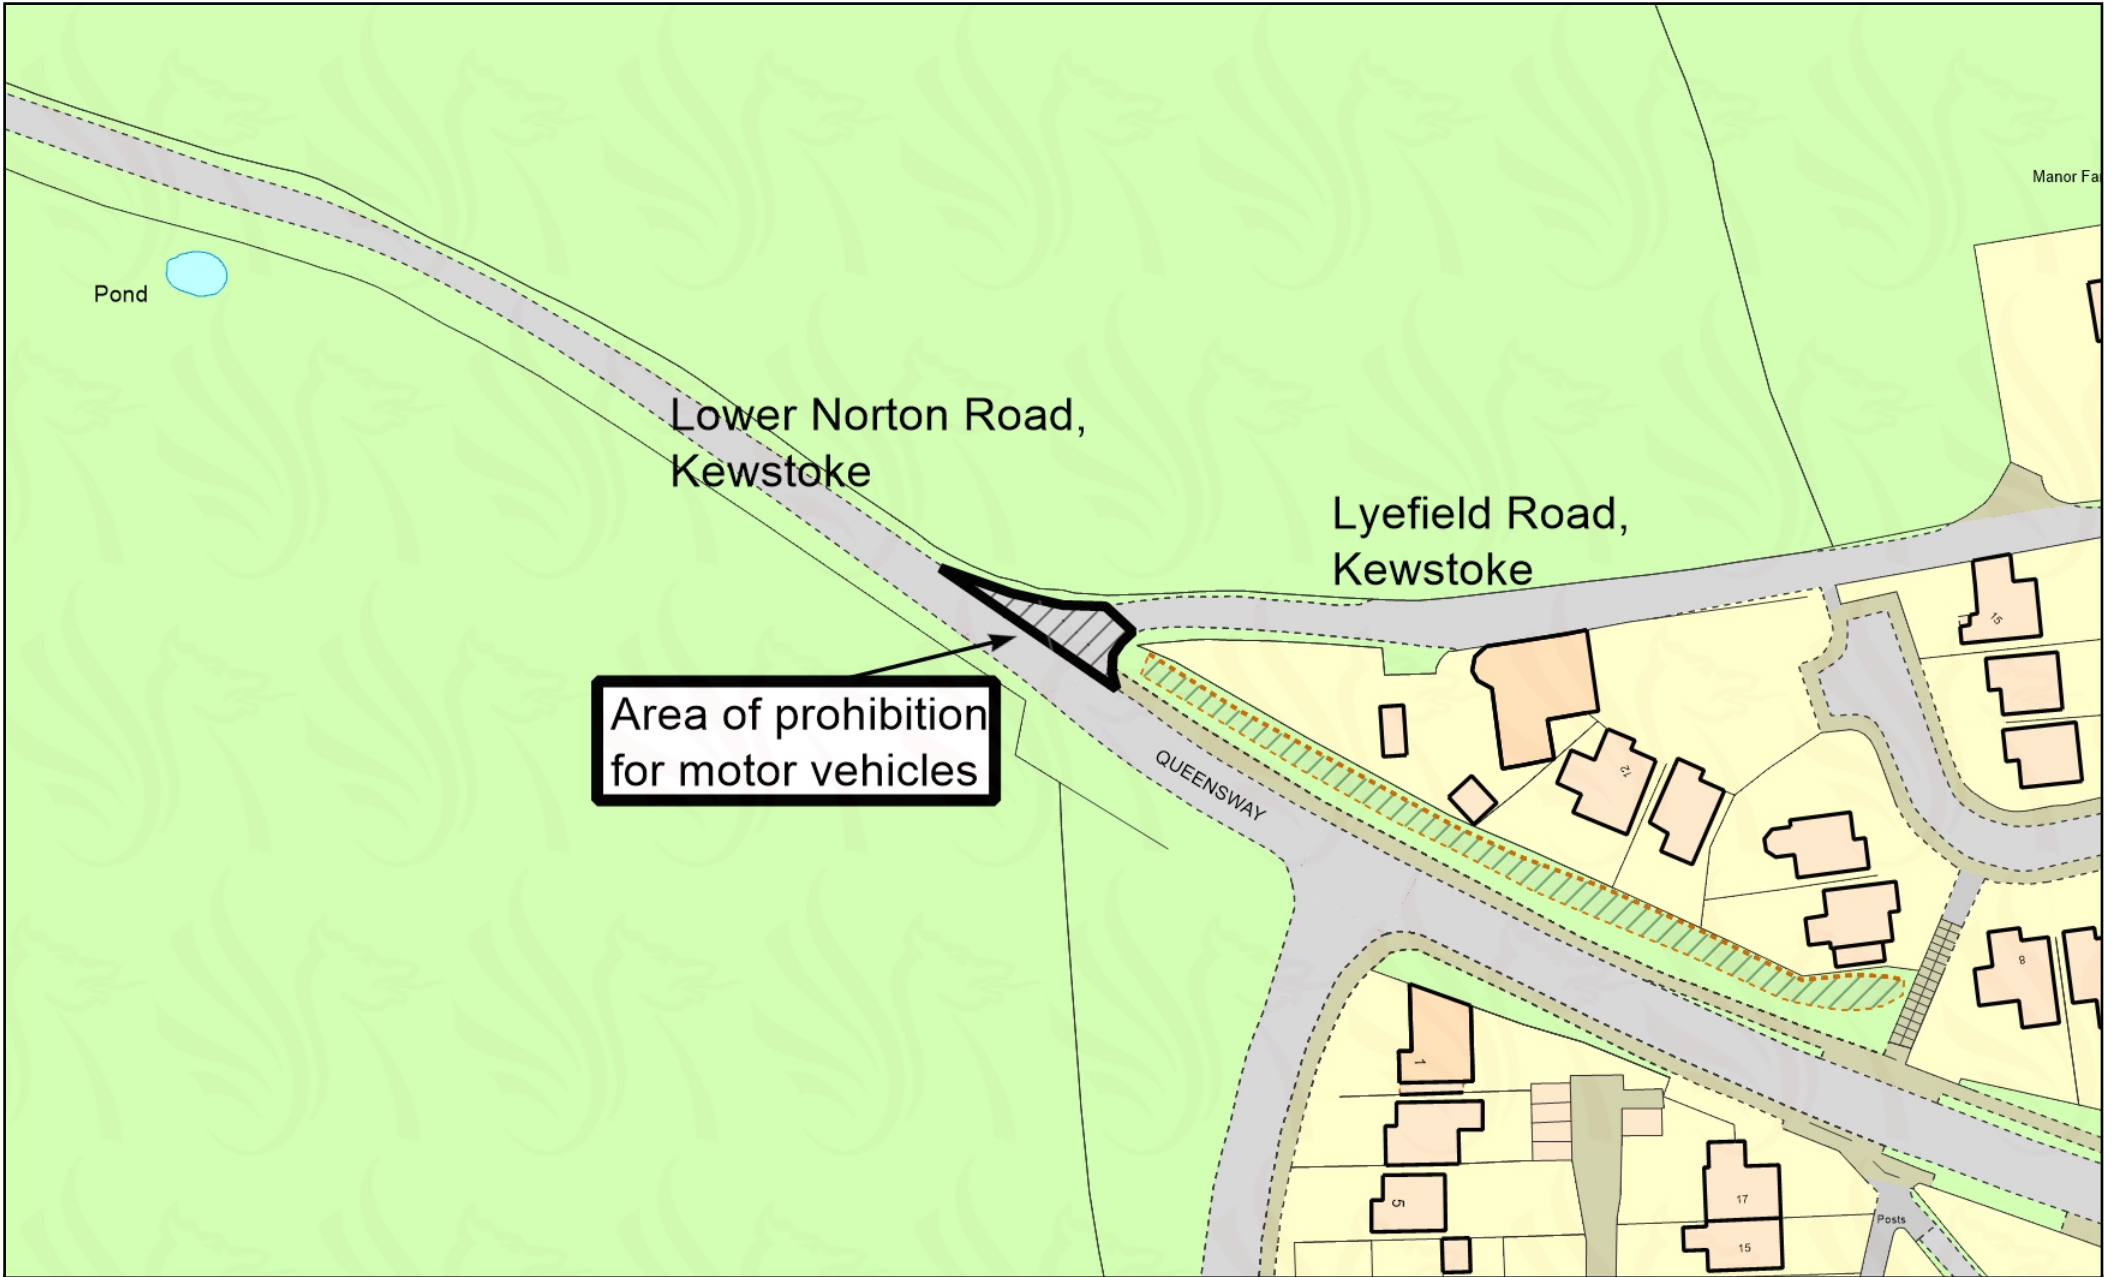 Manor Fa
Pond
Lower Norton Road,
Kewstoke
Lyefield Road,
Kewstoke
15
Area of prohibition
for motor vehicles
QUEENSWAY
12
8
1
5
17
15
Posts